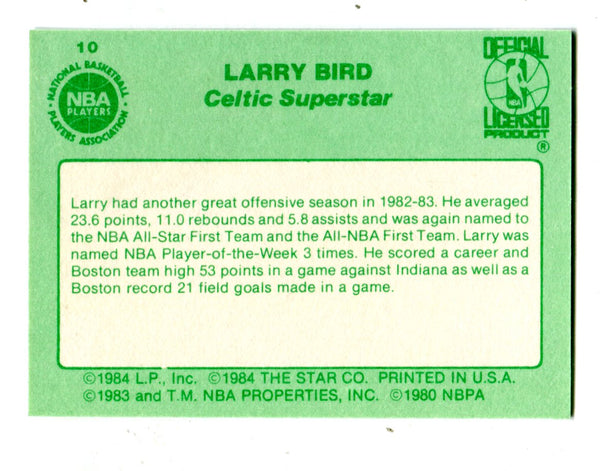 10
NATIONAL BASKETBALL
NBA
PLAYERS
PLAYERS ASSOCIATION
LARRY BIRD
Celtic Superstar
OFFICIAL
NBA
LICENSED
PRODUCT
®
Larry had another great offensive season in 1982-83. He averaged
23.6 points, 11.0 rebounds and 5.8 assists and was again named to
the NBA All-Star First Team and the All-NBA First Team. Larry was
named NBA Player-of-the-Week 3 times. He scored a career and
Boston team high 53 points in a game against Indiana as well as a
Boston record 21 field goals made in a game.
©1984 L.P., Inc. ©1984 THE STAR CO. PRINTED IN U.S.A.
©1983 and T.M. NBA PROPERTIES, INC. ©1980 NBPA